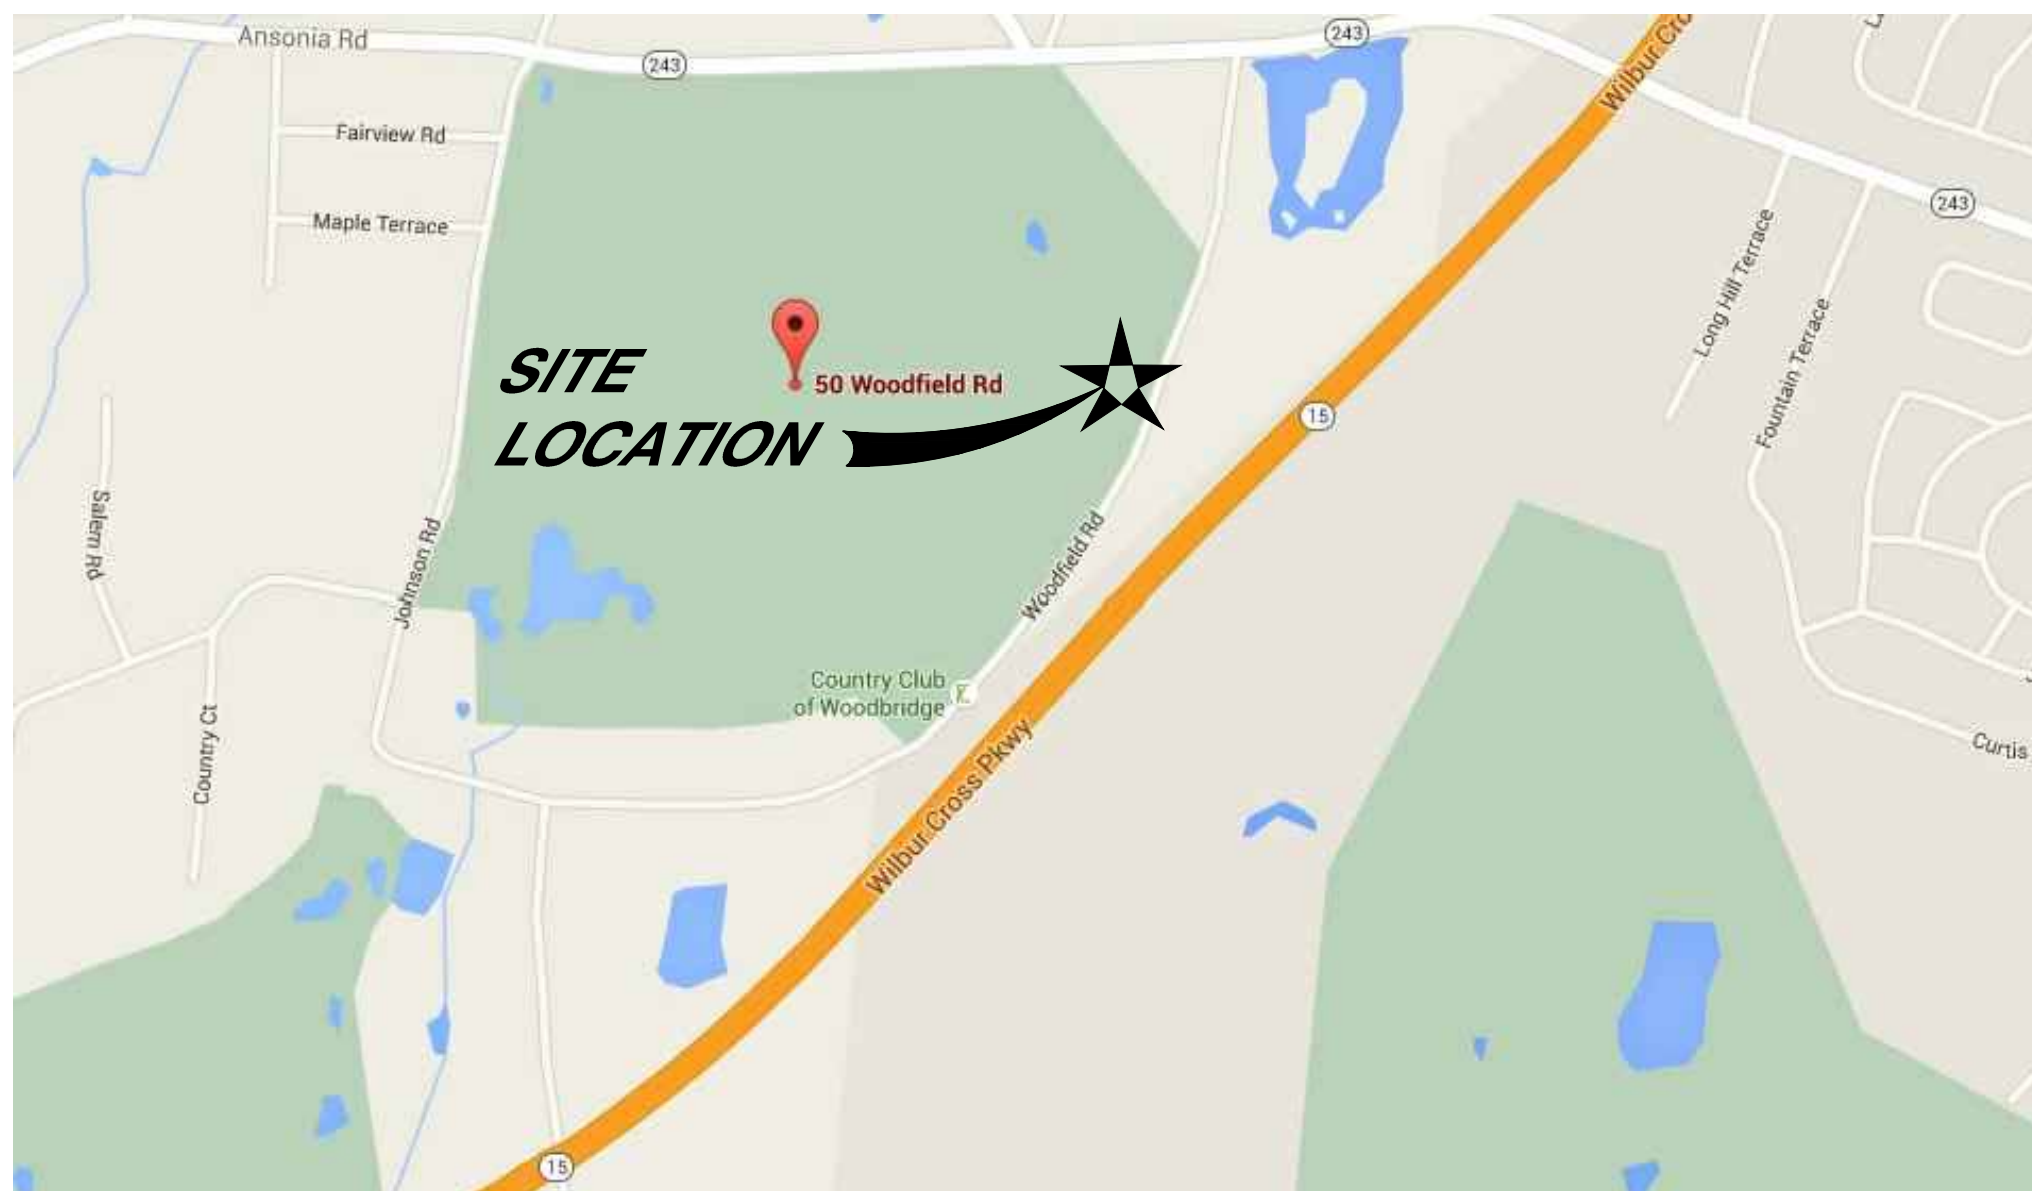 Ansonia Rd
243
243
Wilbur Cro
Fairview Rd
Maple Terrace
243
Long Hill Terrace
Fountain Terrace
SITE
LOCATION
50 Woodfield Rd
15
Salem Rd
Johnson Rd
Woodfield Rd
Country Club
of Woodbridge
Country Ct
Wilbur Cross Pkwy
Curtis
15